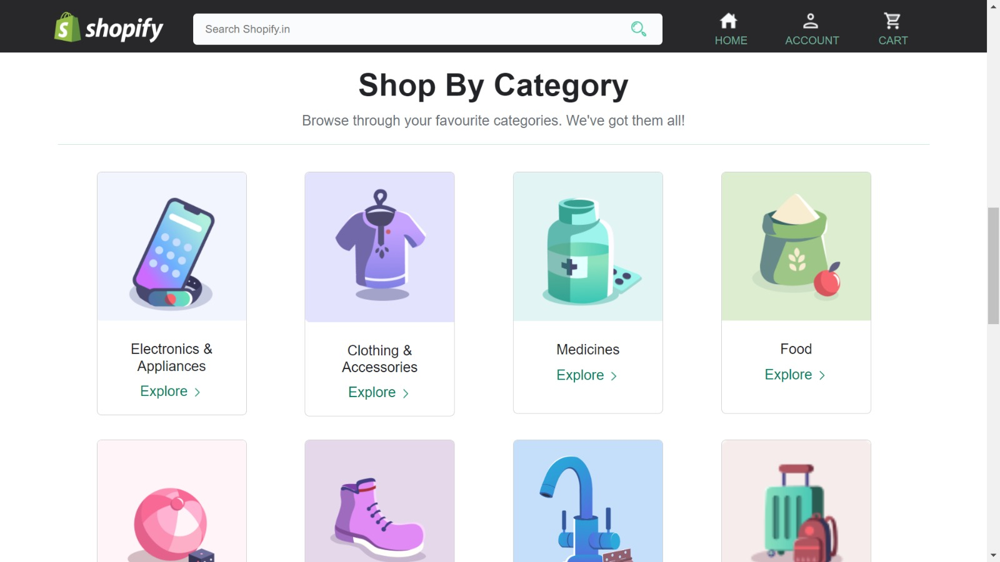 shopify
Search Shopify.in
HOME
ACCOUNT
CART
Shop By Category
Browse through your favourite categories. We've got them all!
Electronics &
Appliances
Explore
Clothing &
Accessories
Explore
Medicines
Explore
Food
Explore